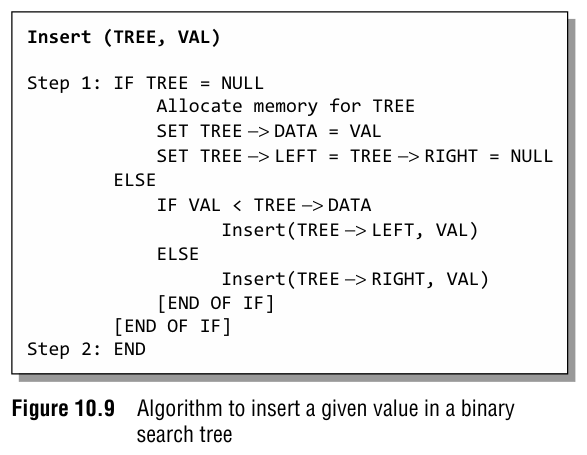 Insert (TREE, VAL)
Step 1: IF TREE = NULL
Allocate memory for TREE
SET TREE –> DATA = VAL
SET TREE –> LEFT = TREE –> RIGHT = NULL
ELSE
IF VAL < TREE –> DATA
Insert(TREE –> LEFT, VAL)
ELSE
Insert(TREE –> RIGHT, VAL)
[END OF IF]
[END OF IF]
Step 2: END
Figure 10.9 Algorithm to insert a given value in a binary
search tree